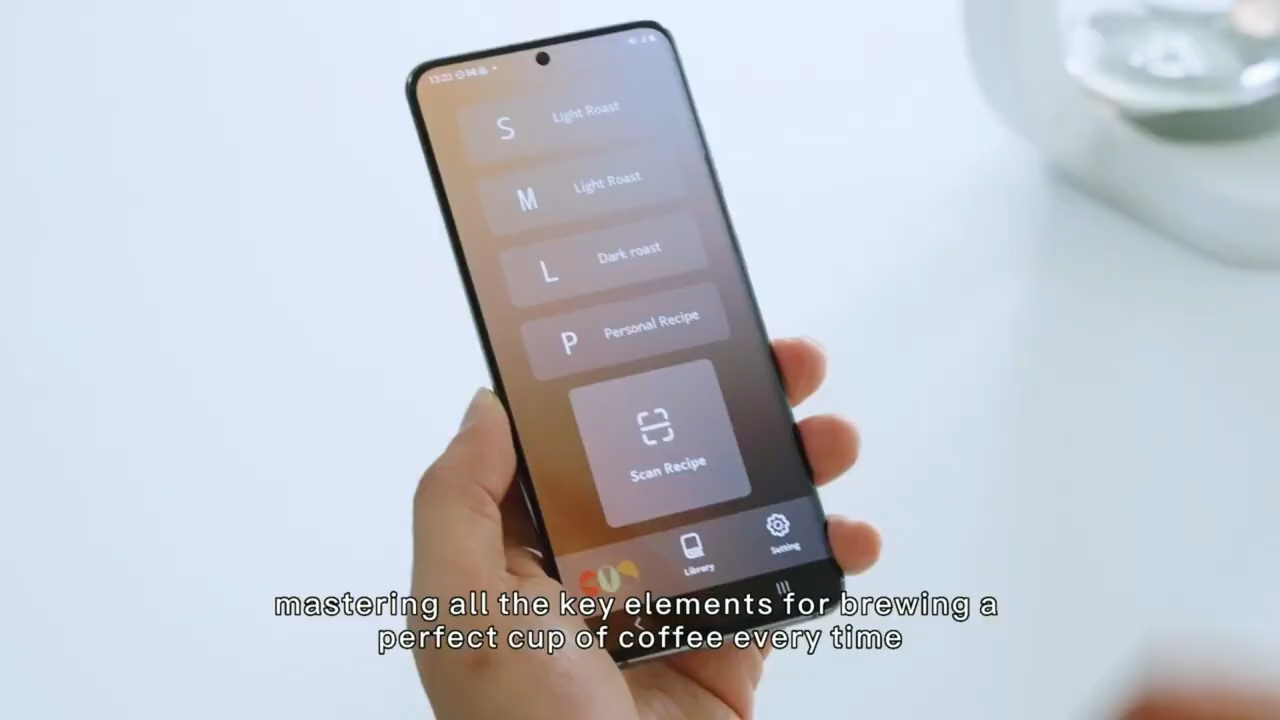 S Light Roast
M Light Roast
L Dark roast
P Personal Recipe
Scan Recipe
Library
Setting
mastering all the key elements for brewing a
perfect cup of coffee every time